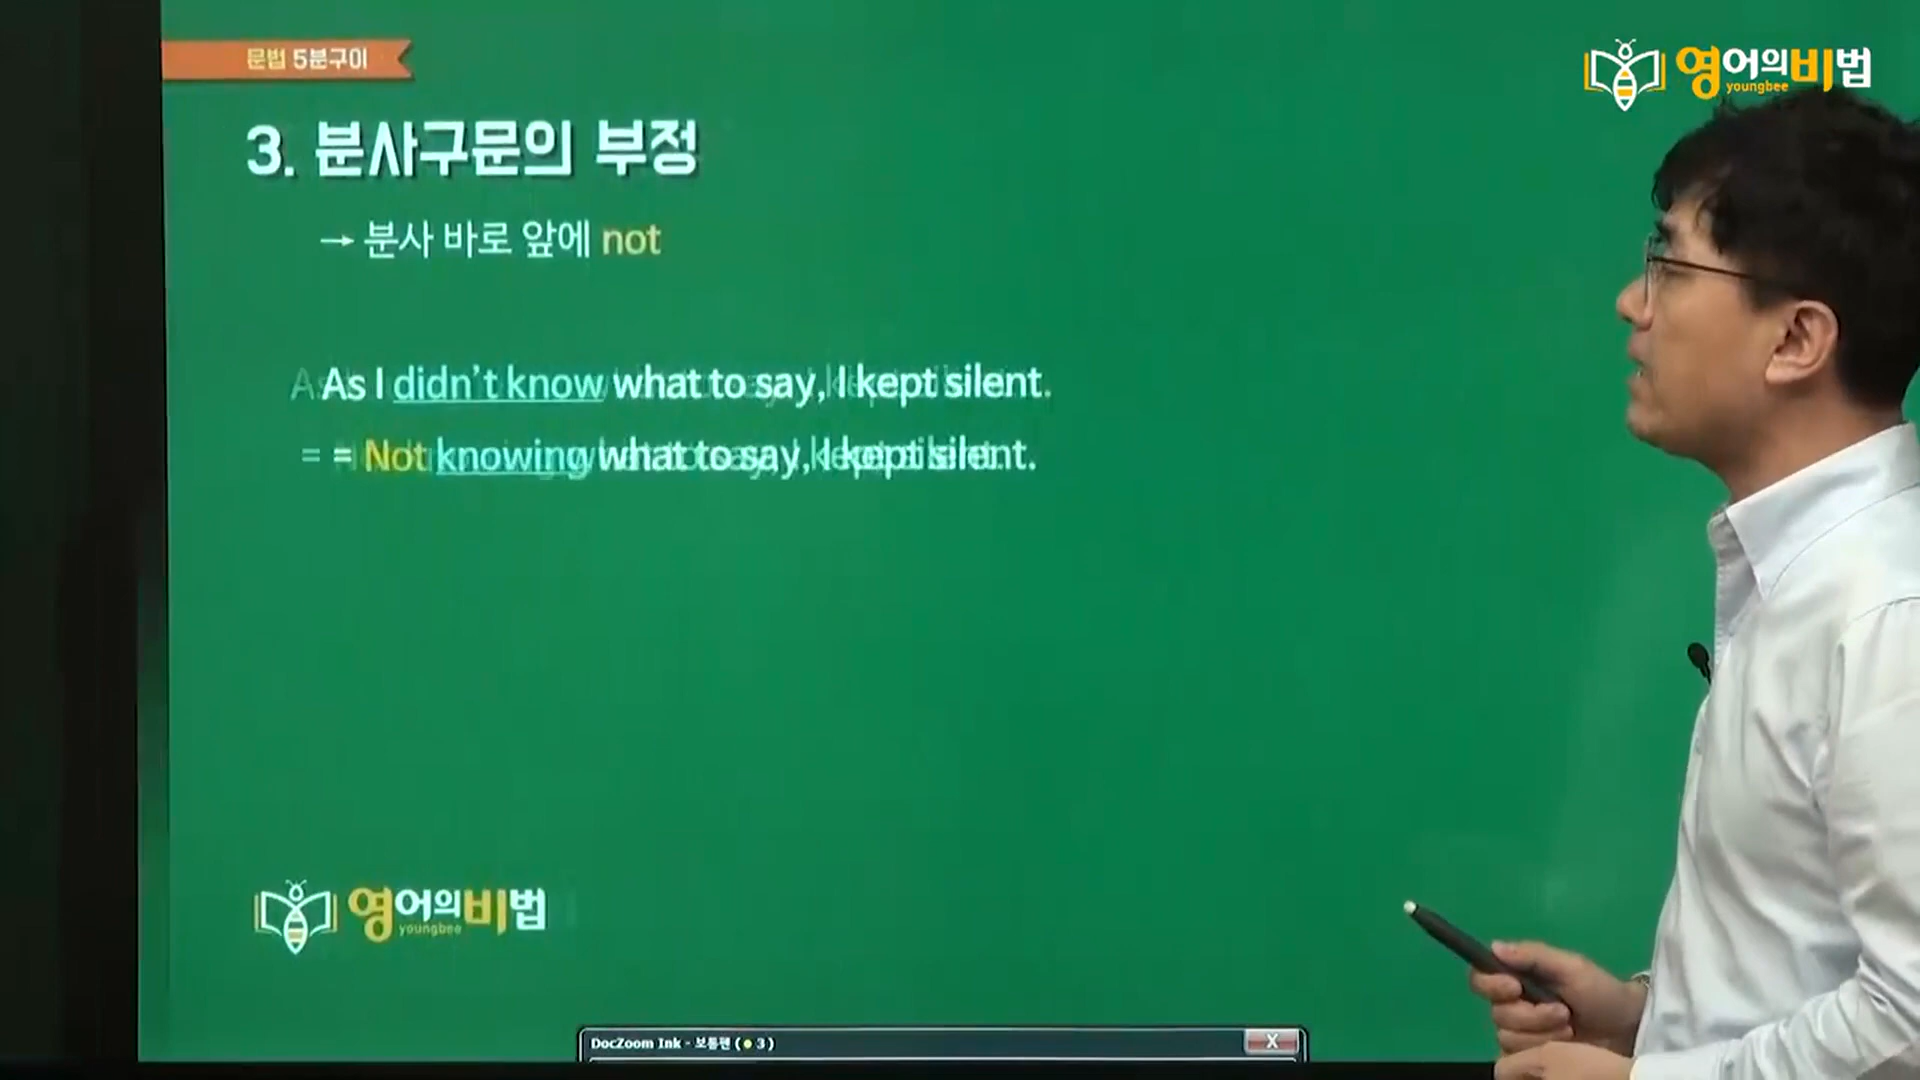 문법 5분구이
영어의비법
youngbee
3. 분사구문의 부정
→ 분사 바로 앞에 not
As I didn't know what to say, I kept silent.
= Not knowing what to say, I kept silent.
영어의비법
youngbee
DocZoom Ink - 보통펜 (● 3 )
X